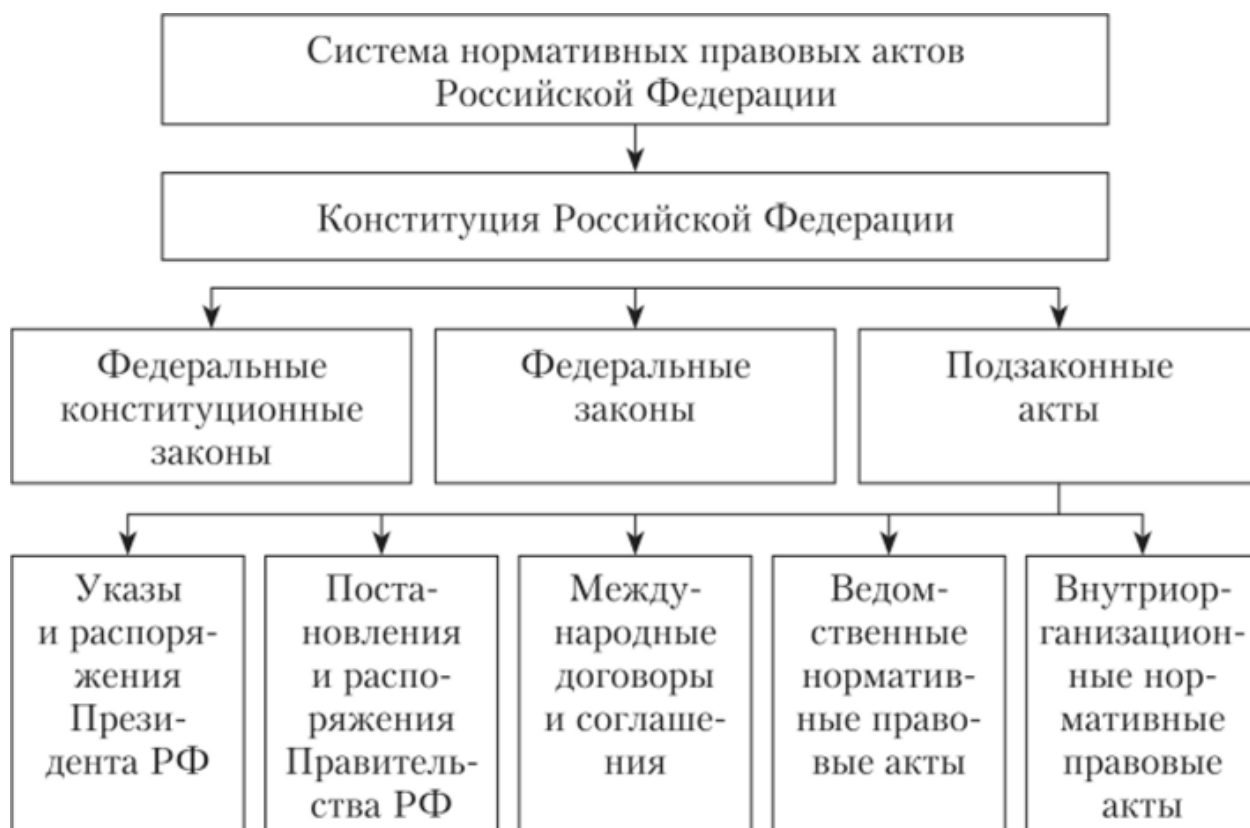 Система нормативных правовых актов
Российской Федерации
Конституция Российской Федерации
Федеральные
конституционные
законы
Федеральные
законы
Подзаконные
акты
Указы
и распоря-
жения
Прези-
дента РФ
Поста-
новления
и распо-
ряжения
Правитель-
ства РФ
Между-
народные
договоры
и соглаше-
ния
Ведом-
ственные
норматив-
ные право-
вые акты
Внутриор-
ганизацион-
ные нор-
мативные
правовые
акты